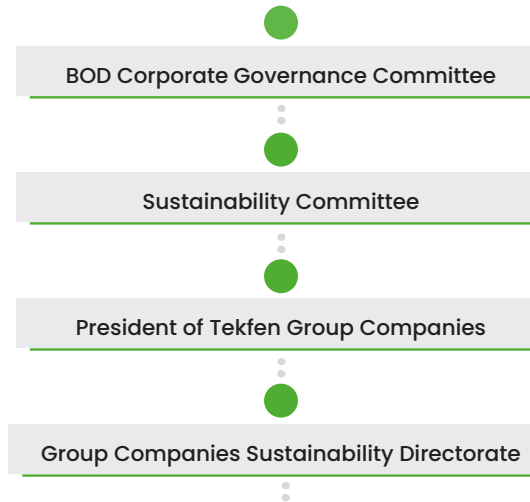 BOD Corporate Governance Committee
Sustainability Committee
President of Tekfen Group Companies
Group Companies Sustainability Directorate